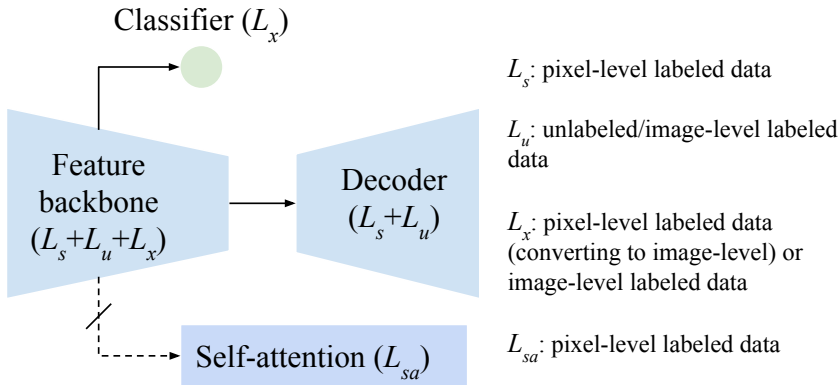 Classifier (Lx)
Feature
backbone
(Ls+Lu+Lx)
Decoder
(Ls+Lu)
Self-attention (Lsa)
Ls: pixel-level labeled data
Lu: unlabeled/image-level labeled
data
Lx: pixel-level labeled data
(converting to image-level) or
image-level labeled data
Lsa: pixel-level labeled data